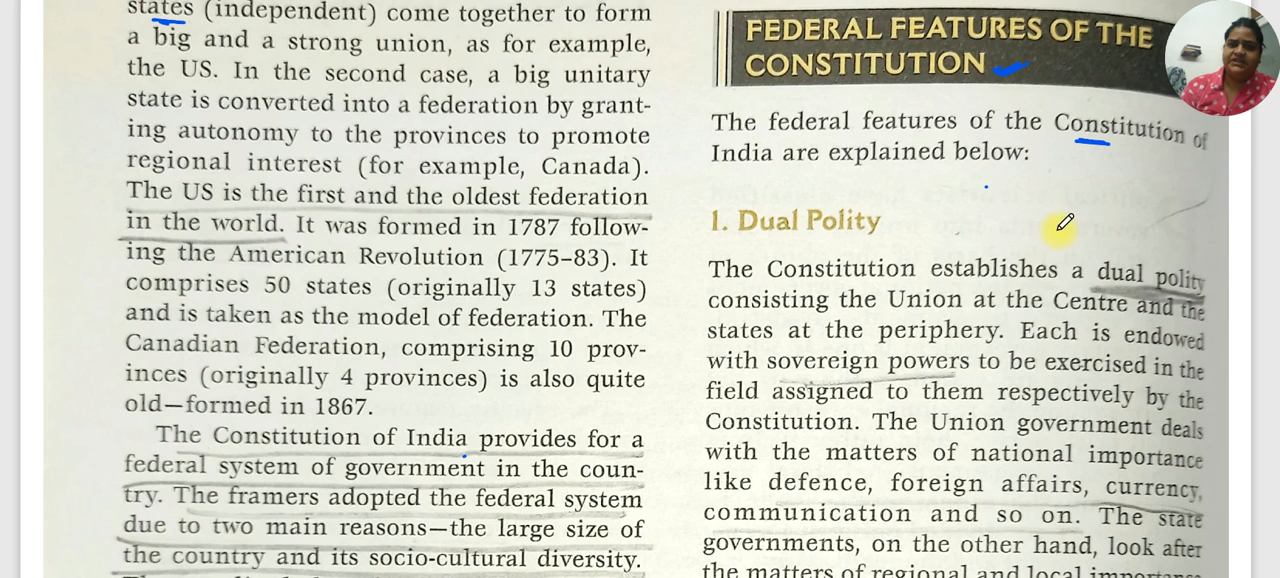 states (independent) come together to form
a big and a strong union, as for example,
the US. In the second case, a big unitary
state is converted into a federation by grant-
ing autonomy to the provinces to promote
regional interest (for example, Canada).
The US is the first and the oldest federation
in the world. It was formed in 1787 follow-
ing the American Revolution (1775–83). It
comprises 50 states (originally 13 states)
and is taken as the model of federation. The
Canadian Federation, comprising 10 prov-
inces (originally 4 provinces) is also quite
old—formed in 1867.
The Constitution of India provides for a
federal system of government in the coun-
try. The framers adopted the federal system
due to two main reasons—the large size of
the country and its socio-cultural diversity.
FEDERAL FEATURES OF THE
CONSTITUTION
The federal features of the Constitution of
India are explained below:
1. Dual Polity
The Constitution establishes a dual polity
consisting the Union at the Centre and the
states at the periphery. Each is endowed
with sovereign powers to be exercised in the
field assigned to them respectively by the
Constitution. The Union government deals
with the matters of national importance
like defence, foreign affairs, currency,
communication and so on. The state
governments, on the other hand, look after
the matters of regional and local importance